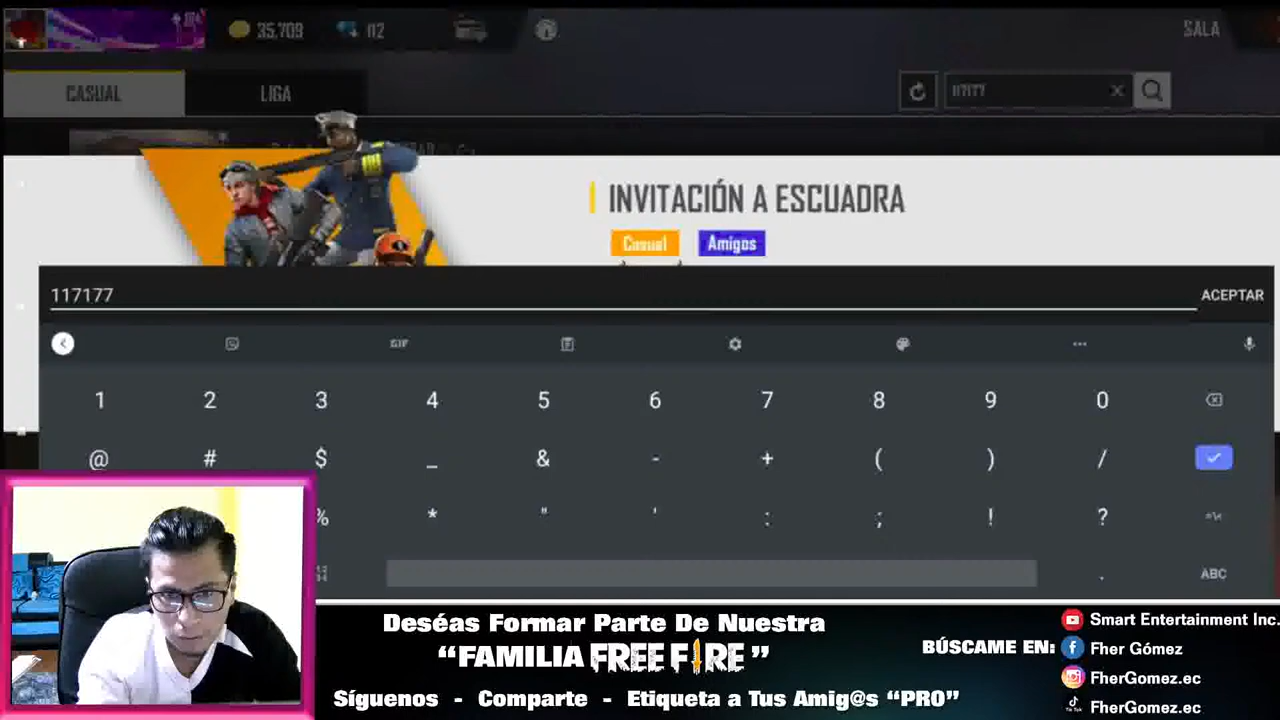 35,709
112
SALA
CASUAL
LIGA
117177
INVITACIÓN A ESCUADRA
Casual
Amigos
117177
ACEPTAR
GIF
1 2 3 4 5 6 7 8 9 0
@ # $ _ & - + ( ) /
% * " ' : ; ! ? =\<
. ABC
Deséas Formar Parte De Nuestra
“FAMILIA FREE FIRE”
Síguenos - Comparte - Etiqueta a Tus Amig@s “PRO”
BÚSCAME EN:
Smart Entertainment Inc.
Fher Gómez
FherGomez.ec
FherGomez.ec